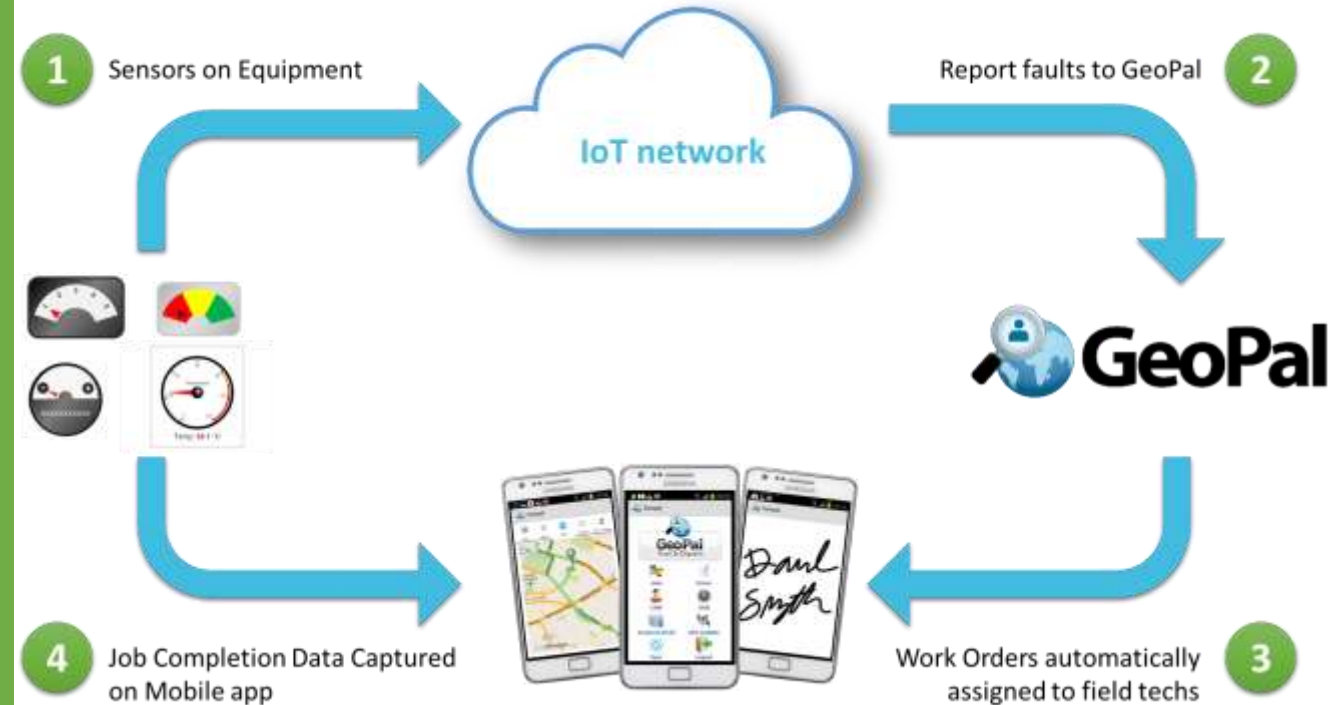 1
Sensors on Equipment
Report faults to GeoPal
2
IoT network
GeoPal
GeoPal
4
Job Completion Data Captured
on Mobile app
Work Orders automatically
assigned to field techs
3